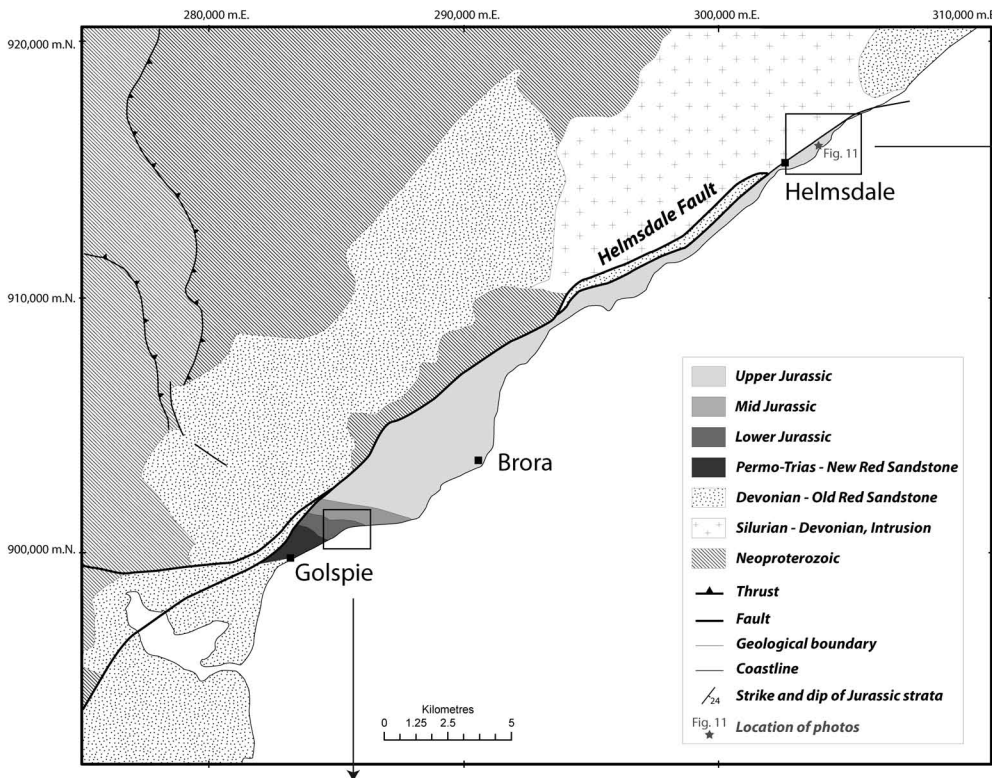 280,000 m.E.
290,000 m.E.
300,000 m.E.
310,000 m.E.
920,000 m.N.
910,000 m.N.
900,000 m.N.
Fig. 11
Helmsdale
Helmsdale Fault
Brora
Golspie
Kilometres
0 1.25 2.5 5
Upper Jurassic
Mid Jurassic
Lower Jurassic
Permo-Trias - New Red Sandstone
Devonian - Old Red Sandstone
Silurian - Devonian, Intrusion
Neoproterozoic
Thrust
Fault
Geological boundary
Coastline
24 Strike and dip of Jurassic strata
Fig. 11
Location of photos